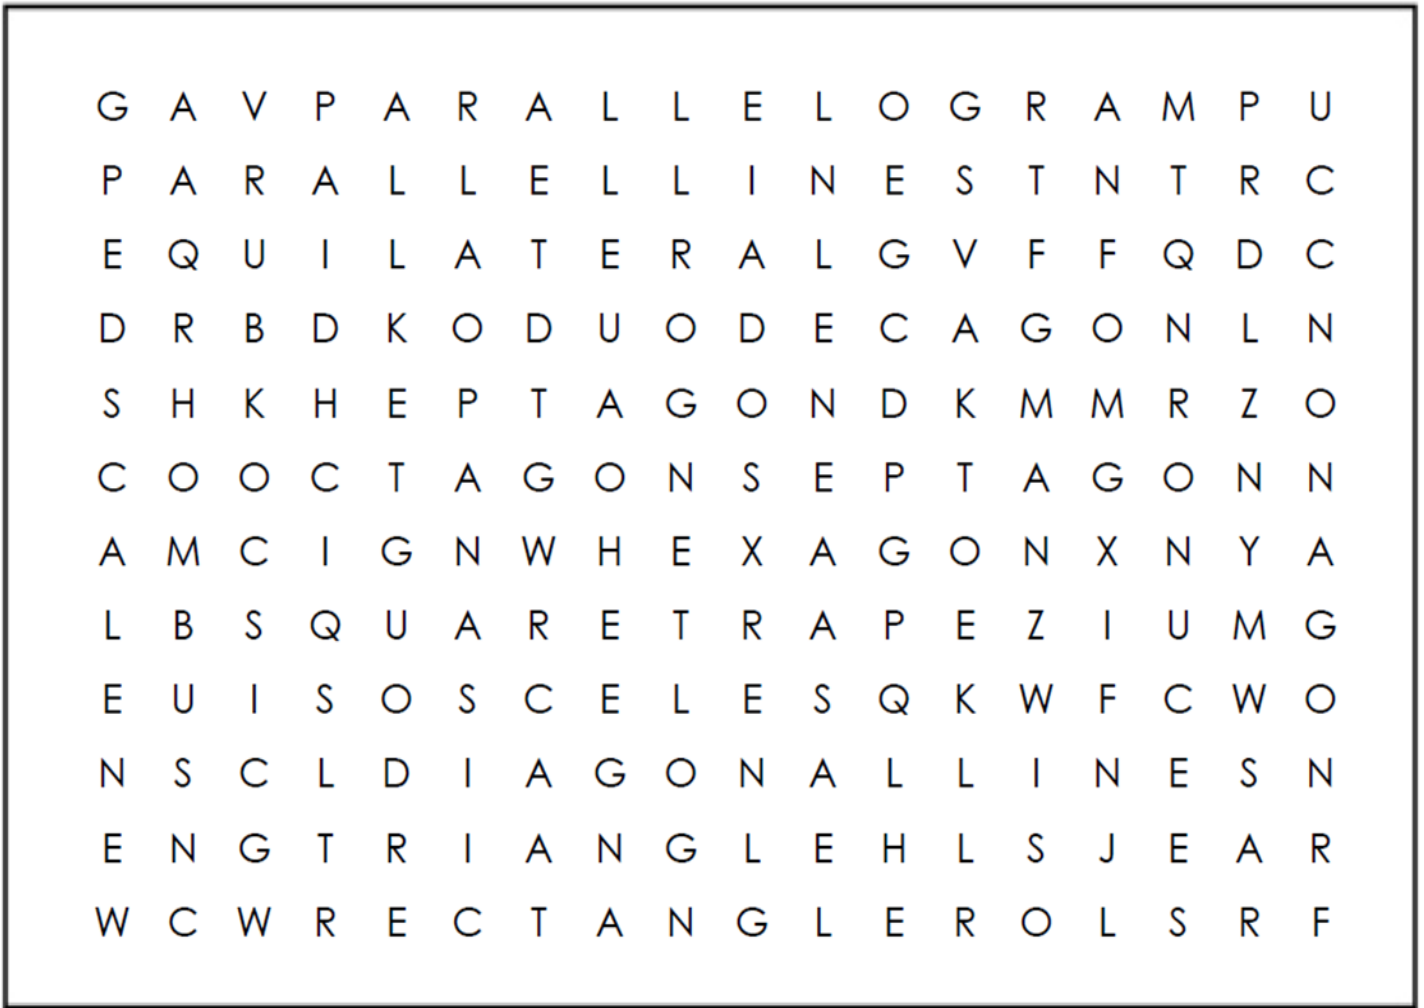 G A V P A R A L L E L O G R A M P U
P A R A L L E L L I N E S T N T R C
E Q U I L A T E R A L G V F F Q D C
D R B D K O D U O D E C A G O N L N
S H K H E P T A G O N D K M M R Z O
C O O C T A G O N S E P T A G O N N
A M C I G N W H E X A G O N X N Y A
L B S Q U A R E T R A P E Z I U M G
E U I S O S C E L E S Q K W F C W O
N S C L D I A G O N A L L I N E S N
E N G T R I A N G L E H L S J E A R
W C W R E C T A N G L E R O L S R F